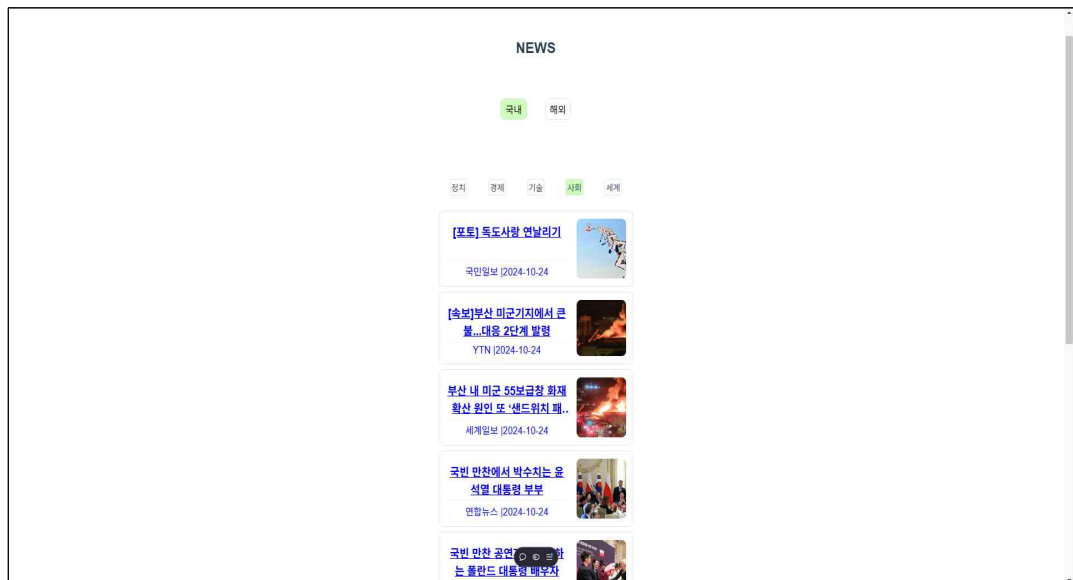 NEWS
국내 해외
정치 경제 기술 사회 세계
[포토] 독도사랑 연날리기
국민일보 |2024-10-24
[속보]부산 미군기지에서 큰
불...대응 2단계 발령
YTN |2024-10-24
부산 내 미군 55보급창 화재
확산 원인 또 ‘샌드위치 패..
세계일보 |2024-10-24
국빈 만찬에서 박수치는 윤
석열 대통령 부부
연합뉴스 |2024-10-24
국빈 만찬 공연 하
는 폴란드 대통령 배우자